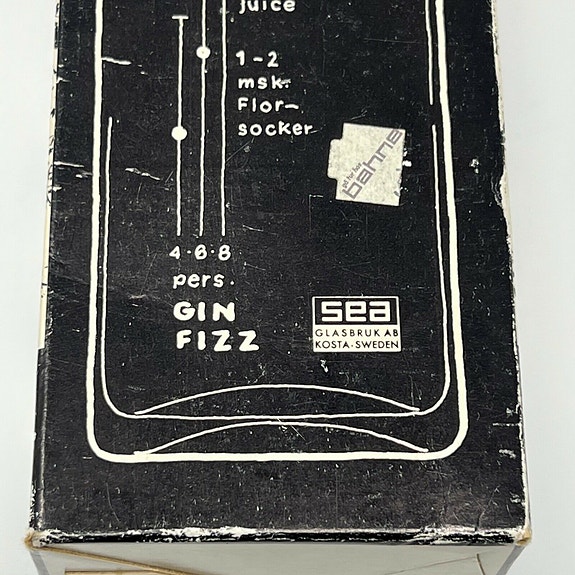 juice
1-2
msk.
Flor-
socker
4·6·8
pers.
GIN
FIZZ
sea
GLASBRUK AB
KOSTA-SWEDEN
bahne